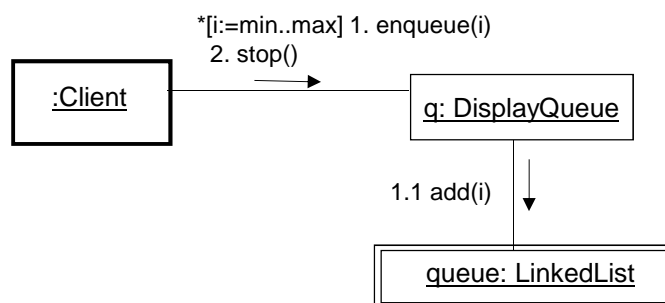 *[i:=min..max] 1. enqueue(i)
2. stop()
:Client
q: DisplayQueue
1.1 add(i)
queue: LinkedList